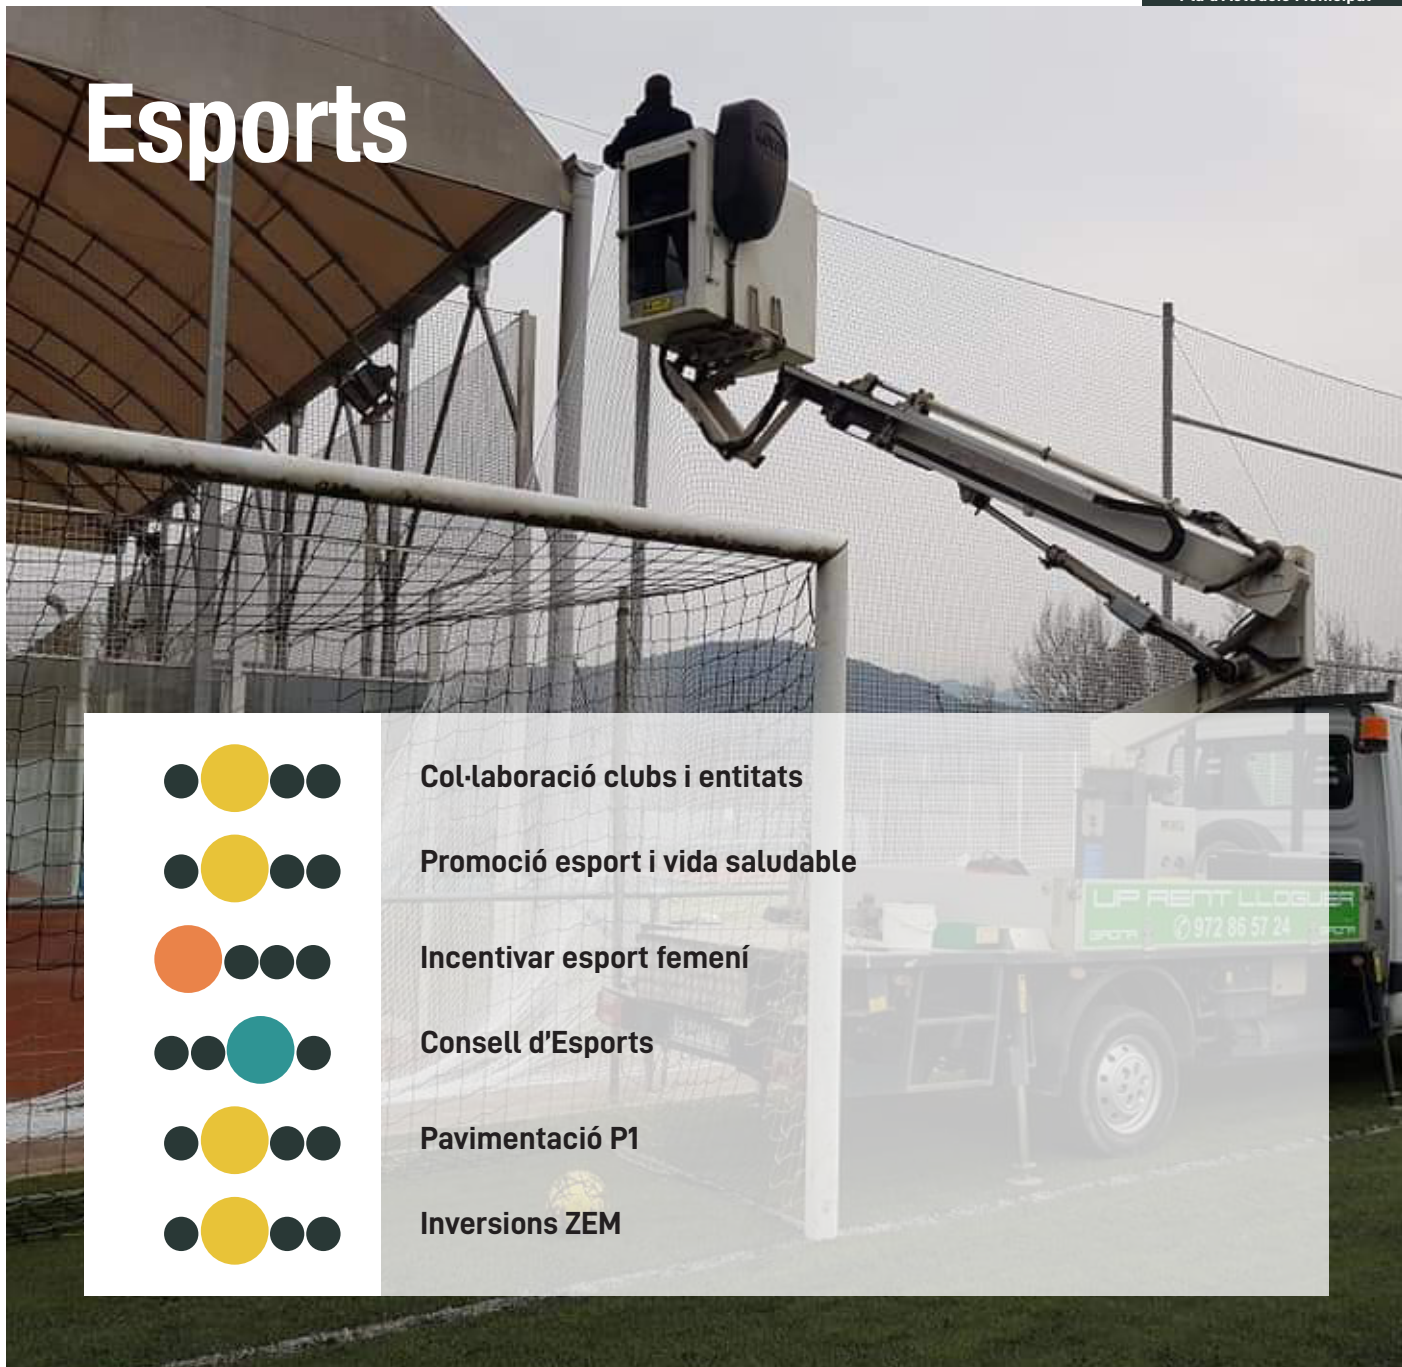 Esports
Col·laboració clubs i entitats
Promoció esport i vida saludable
Incentivar esport femení
Consell d'Esports
Pavimentació P1
Inversions ZEM
UP RENT LLOGUER
972 86 57 24